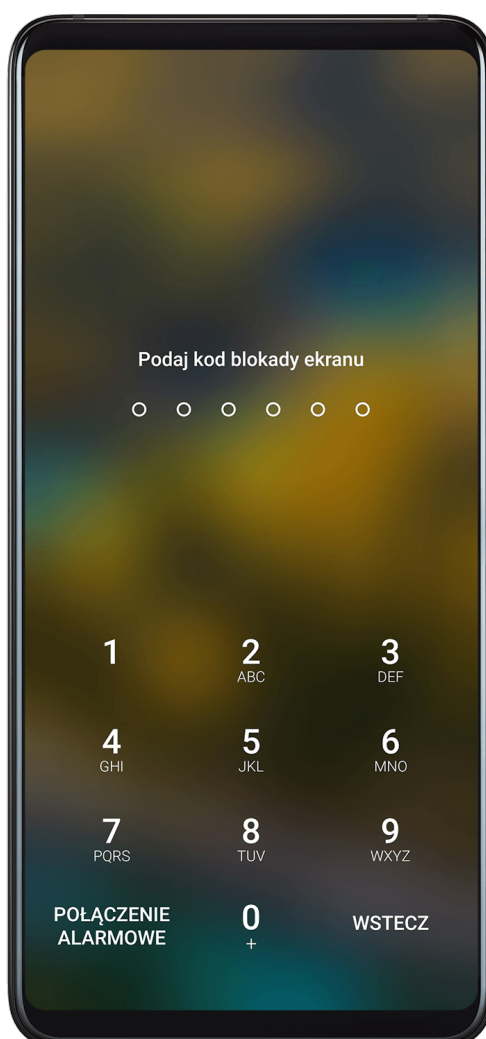 Podaj kod blokady ekranu
1 2 3
ABC DEF
4 5 6
GHI JKL MNO
7 8 9
PQRS TUV WXYZ
POŁĄCZENIE ALARMOWE 0 + WSTECZ